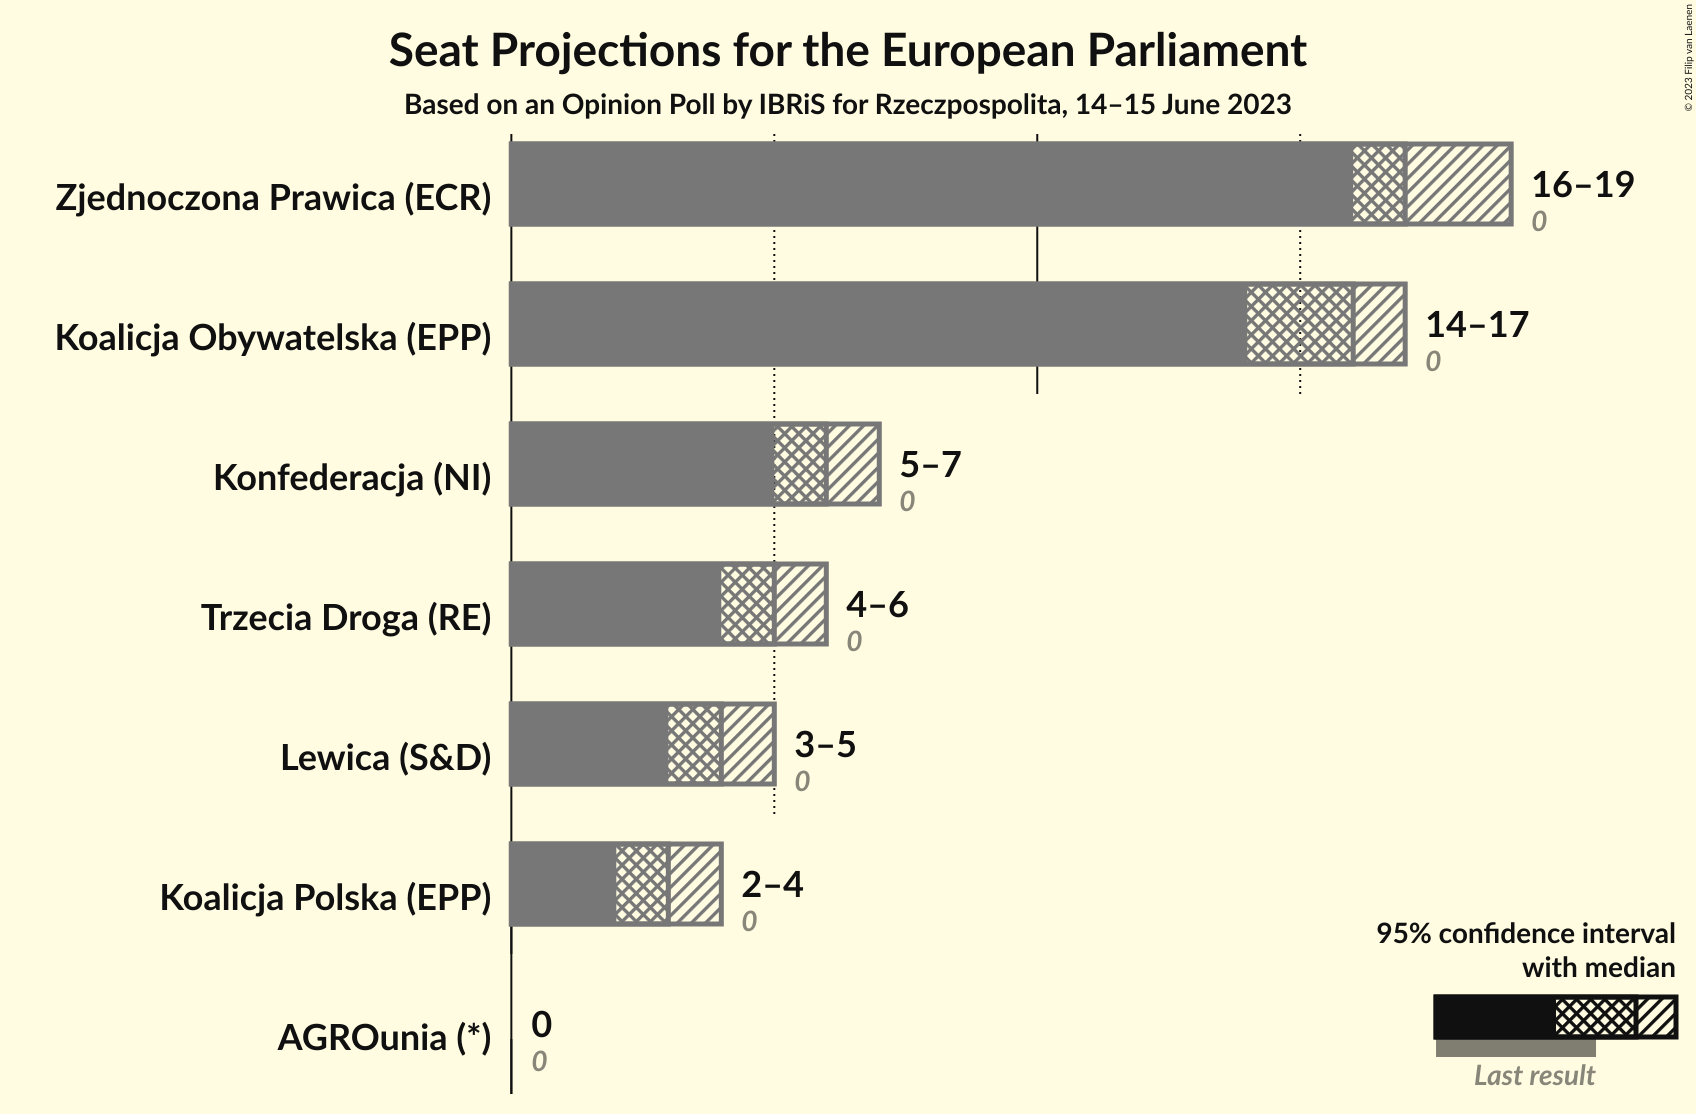 Seat Projections for the European Parliament
Based on an Opinion Poll by IBRiS for Rzeczpospolita, 14–15 June 2023
© 2023 Filip van Laenen
Zjednoczona Prawica (ECR)
16–19
0
Koalicja Obywatelska (EPP)
14–17
0
Konfederacja (NI)
5–7
0
Trzecia Droga (RE)
4–6
0
Lewica (S&D)
3–5
0
Koalicja Polska (EPP)
2–4
0
AGROunia (*)
0
0
95% confidence interval
with median
Last result